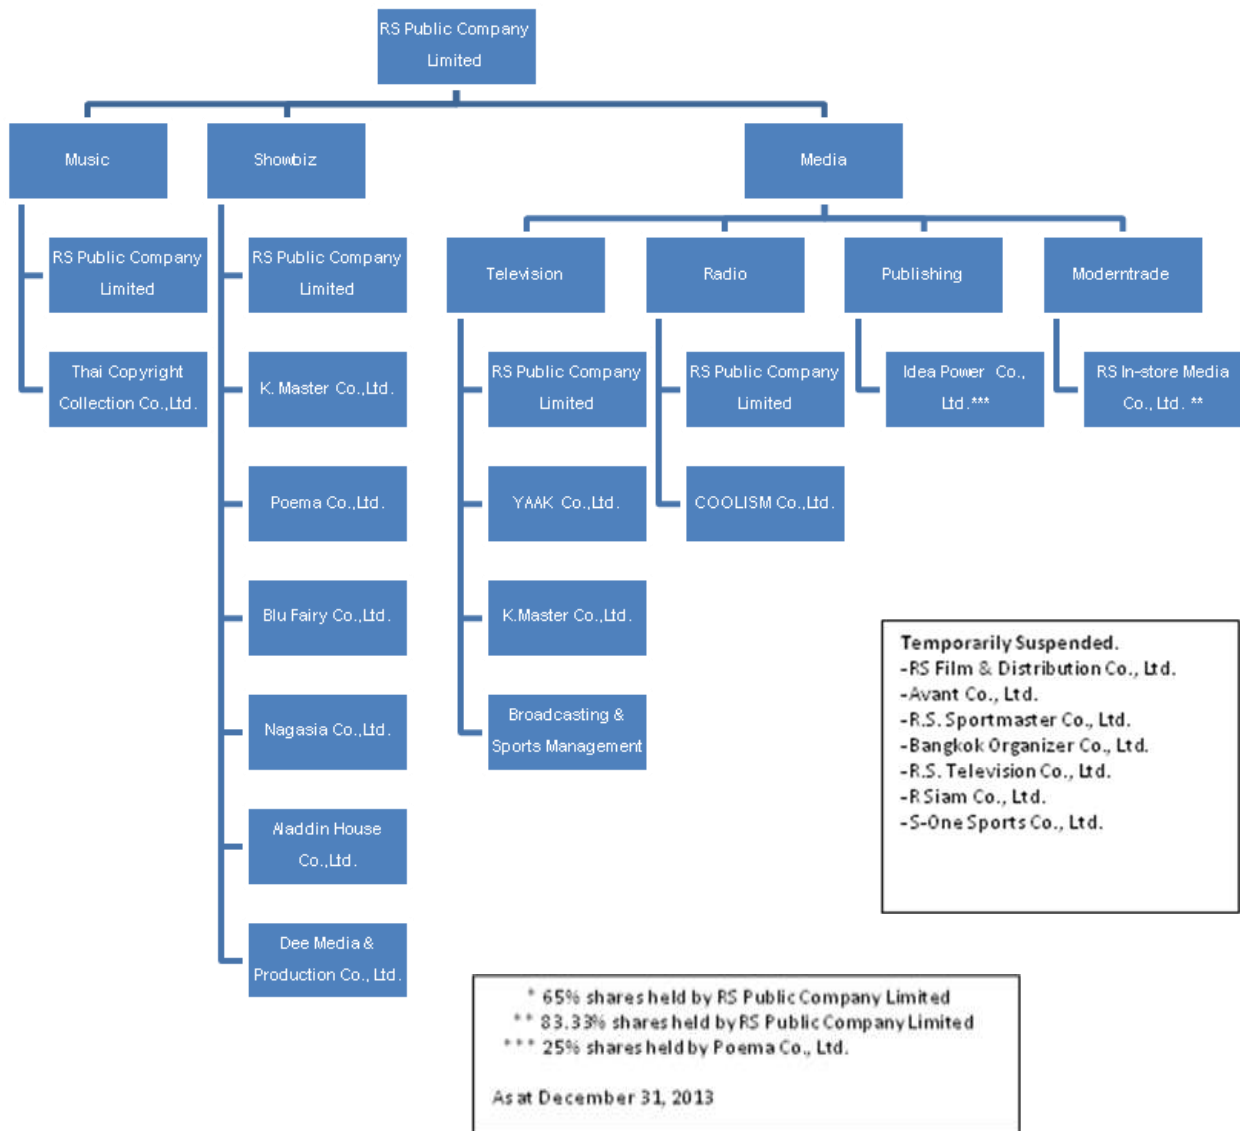 RS Public Company
Limited
Music
Showbiz
Media
RS Public Company
Limited
Thai Copyright
Collection Co.,Ltd.
RS Public Company
Limited
K. Master Co.,Ltd.
Poema Co.,Ltd.
Blu Fairy Co.,Ltd.
Nagasia Co.,Ltd.
Aladdin House
Co.,Ltd.
Dee Media &
Production Co., Ltd.
Television
Radio
Publishing
Moderntrade
RS Public Company
Limited
YAAK Co.,Ltd.
K.Master Co.,Ltd.
Broadcasting &
Sports Management
RS Public Company
Limited
COOLISM Co.,Ltd.
Idea Power Co.,
Ltd.***
RS In-store Media
Co., Ltd. **
Temporarily Suspended.
-RS Film & Distribution Co., Ltd.
-Avant Co., Ltd.
-R.S. Sportmaster Co., Ltd.
-Bangkok Organizer Co., Ltd.
-R.S. Television Co., Ltd.
-RSiam Co., Ltd.
-S-One Sports Co., Ltd.
* 65% shares held by RS Public Company Limited
** 83.33% shares held by RS Public Company Limited
*** 25% shares held by Poema Co., Ltd.
As at December 31, 2013